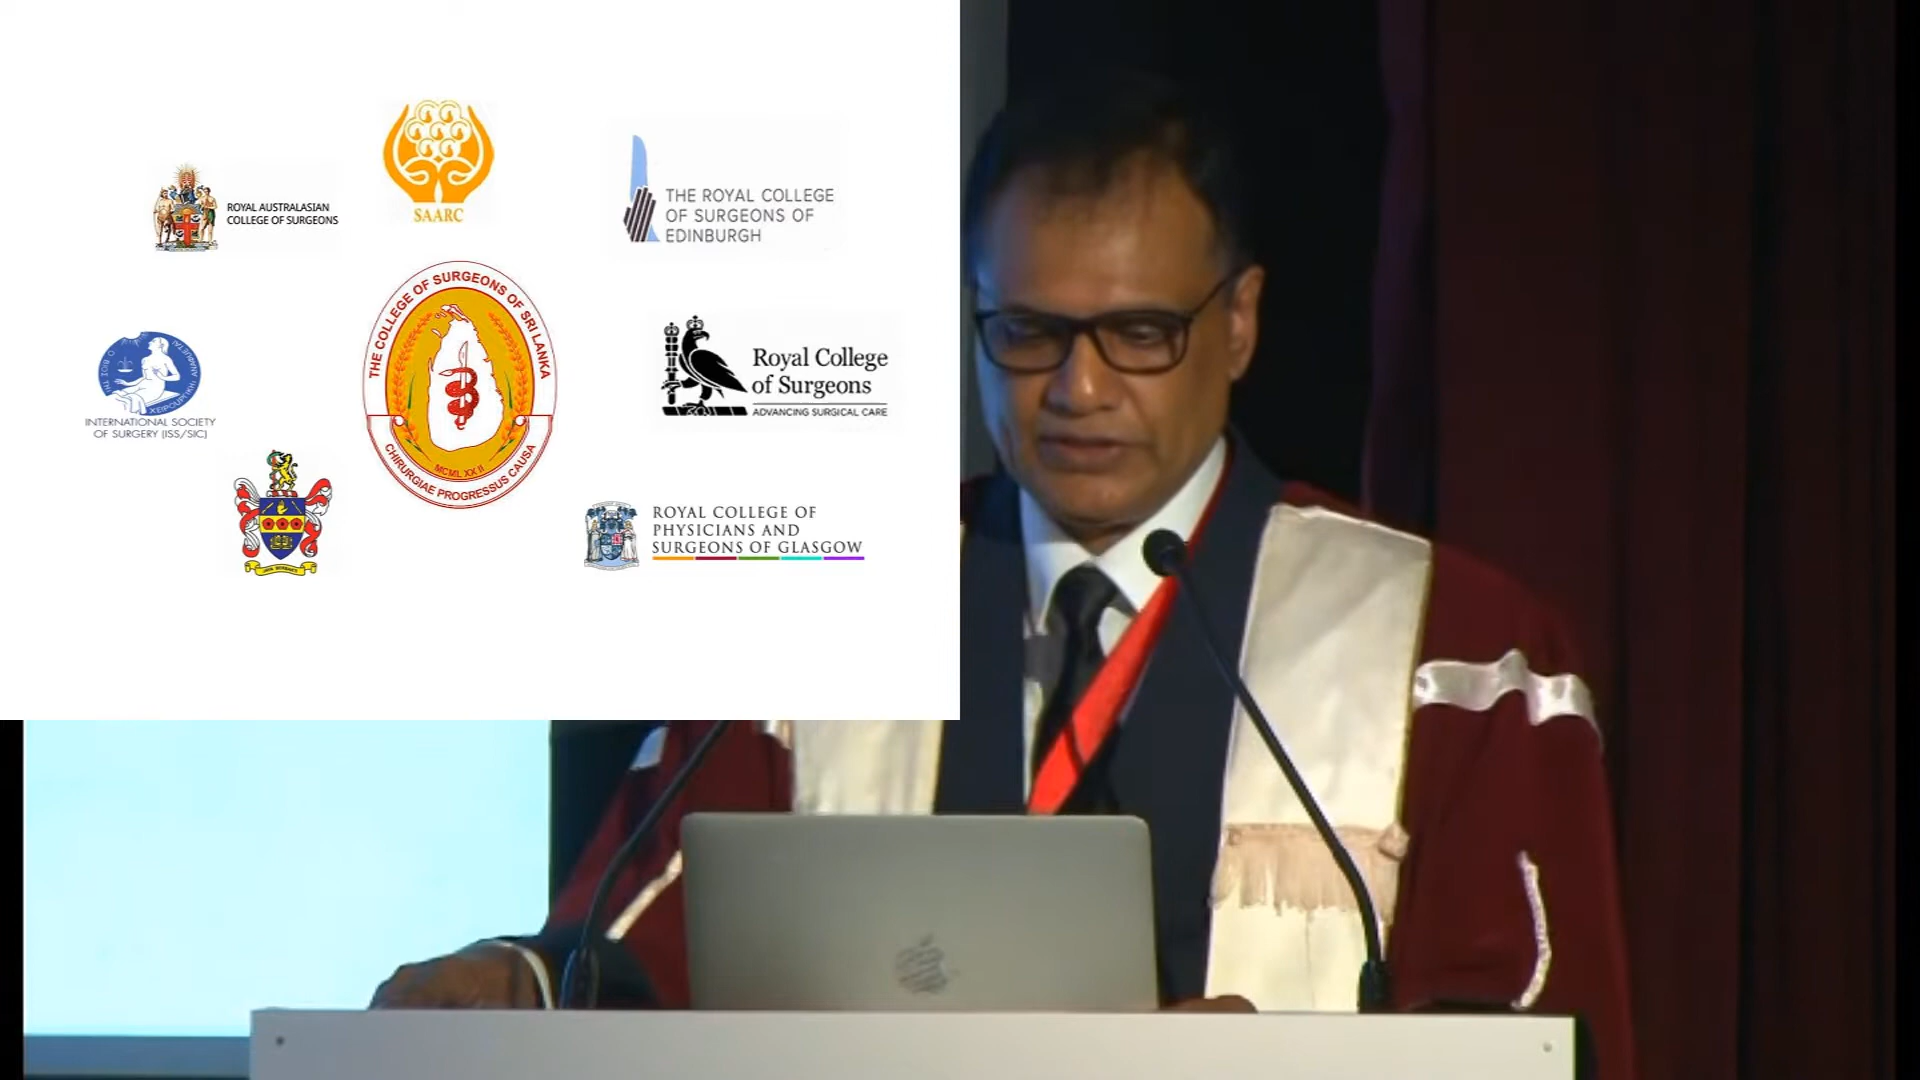 SAARC
ROYAL AUSTRALASIAN
COLLEGE OF SURGEONS
THE ROYAL COLLEGE
OF SURGEONS OF
EDINBURGH
THE COLLEGE OF SURGEONS OF SRI LANKA
MCMLXXII
CHIRURGIAE PROGRESSUS CAUSA
Royal College
of Surgeons
ADVANCING SURGICAL CARE
INTERNATIONAL SOCIETY
OF SURGERY (ISS/SIC)
ROYAL COLLEGE OF
PHYSICIANS AND
SURGEONS OF GLASGOW